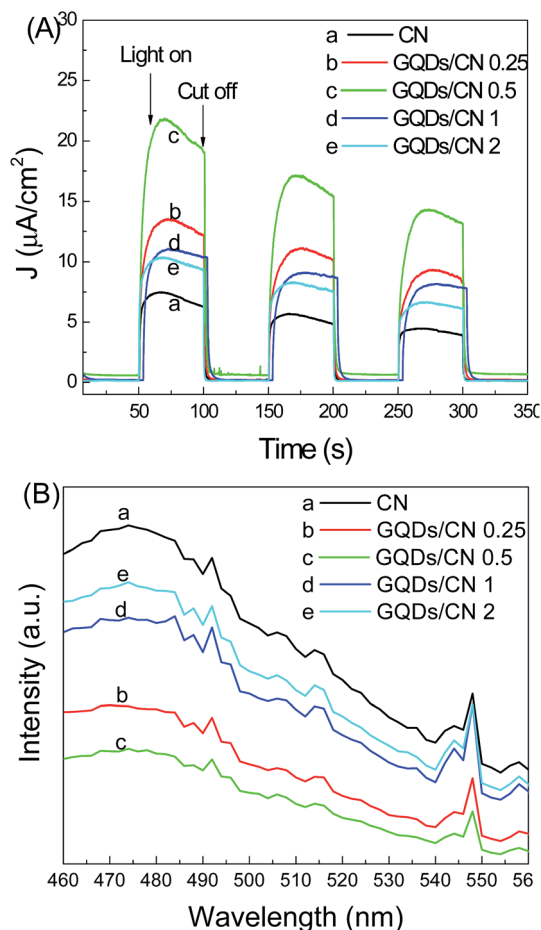 (A)
a CN
b GQDs/CN 0.25
c GQDs/CN 0.5
d GQDs/CN 1
e GQDs/CN 2
Light on
Cut off
c
b
d
e
a
30
25
20
15
10
5
0
J (μA/cm²)
50 100 150 200 250 300 350
Time (s)
(B)
a CN
b GQDs/CN 0.25
c GQDs/CN 0.5
d GQDs/CN 1
e GQDs/CN 2
a
e
d
b
c
Intensity (a.u.)
460 470 480 490 500 510 520 530 540 550 56
Wavelength (nm)